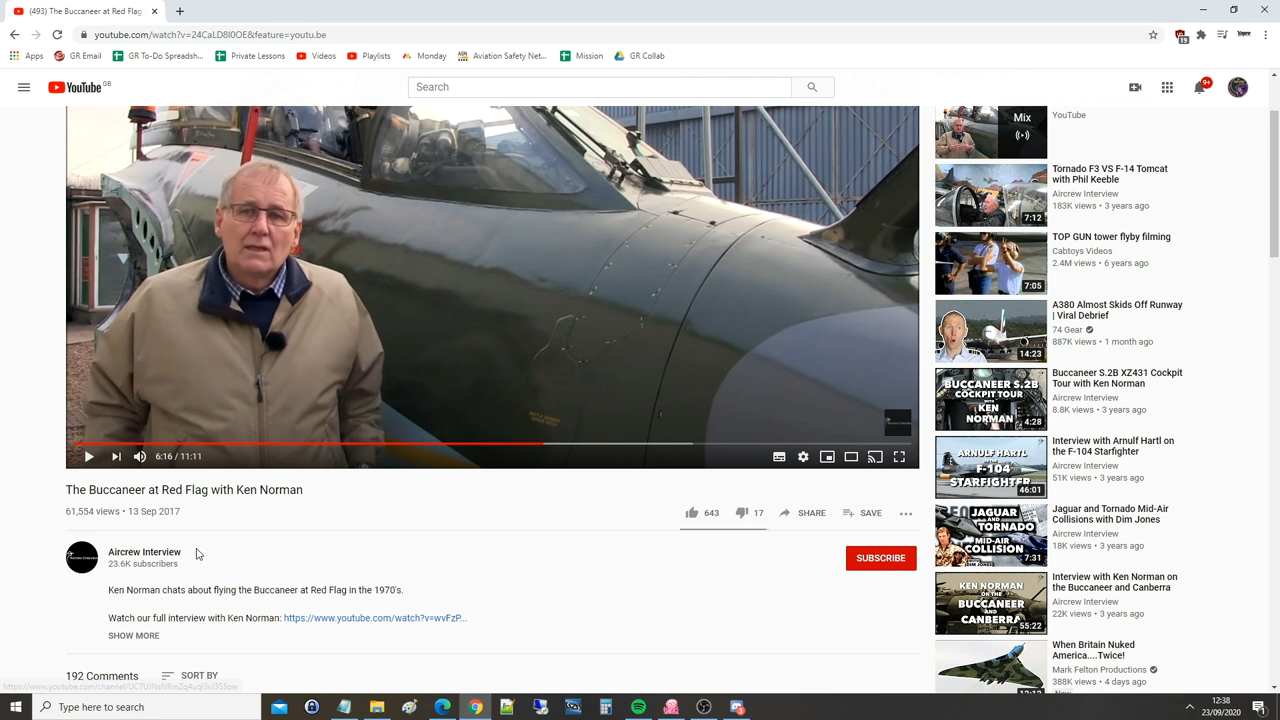 (493) The Buccaneer at Red Flag
youtube.com/watch?v=24CaLD8I0OE&feature=youtu.be
Apps GR Email GR To-Do Spreadsh... Private Lessons Videos Playlists Monday Aviation Safety Net... Mission GR Collab
YouTube GB
Search
9+
Mix
YouTube
Tornado F3 VS F-14 Tomcat
with Phil Keeble
Aircrew Interview
183K views • 3 years ago
7:12
TOP GUN tower flyby filming
Cabtoys Videos
2.4M views • 6 years ago
7:05
A380 Almost Skids Off Runway
| Viral Debrief
74 Gear
887K views • 1 month ago
14:23
BUCCANEER S.2B
COCKPIT TOUR
WITH
KEN
NORMAN
4:28
Buccaneer S.2B XZ431 Cockpit
Tour with Ken Norman
Aircrew Interview
8.8K views • 3 years ago
ARNULF HARTL
ON THE
F-104
STARFIGHTER
46:01
Interview with Arnulf Hartl on
the F-104 Starfighter
Aircrew Interview
51K views • 3 years ago
JAGUAR
AND
TORNADO
MID-AIR
COLLISION
7:31
Jaguar and Tornado Mid-Air
Collisions with Dim Jones
Aircrew Interview
18K views • 3 years ago
KEN NORMAN
ON THE
BUCCANEER
AND
CANBERRA
55:22
Interview with Ken Norman on
the Buccaneer and Canberra
Aircrew Interview
22K views • 3 years ago
When Britain Nuked
America....Twice!
Mark Felton Productions
388K views • 4 days ago
6:16 / 11:11
The Buccaneer at Red Flag with Ken Norman
61,554 views • 13 Sep 2017
643 17 SHARE SAVE
Aircrew Interview
23.6K subscribers
SUBSCRIBE
Ken Norman chats about flying the Buccaneer at Red Flag in the 1970's.
Watch our full interview with Ken Norman: https://www.youtube.com/watch?v=wvFzP...
SHOW MORE
192 Comments SORT BY
Type here to search
12:38
23/09/2020